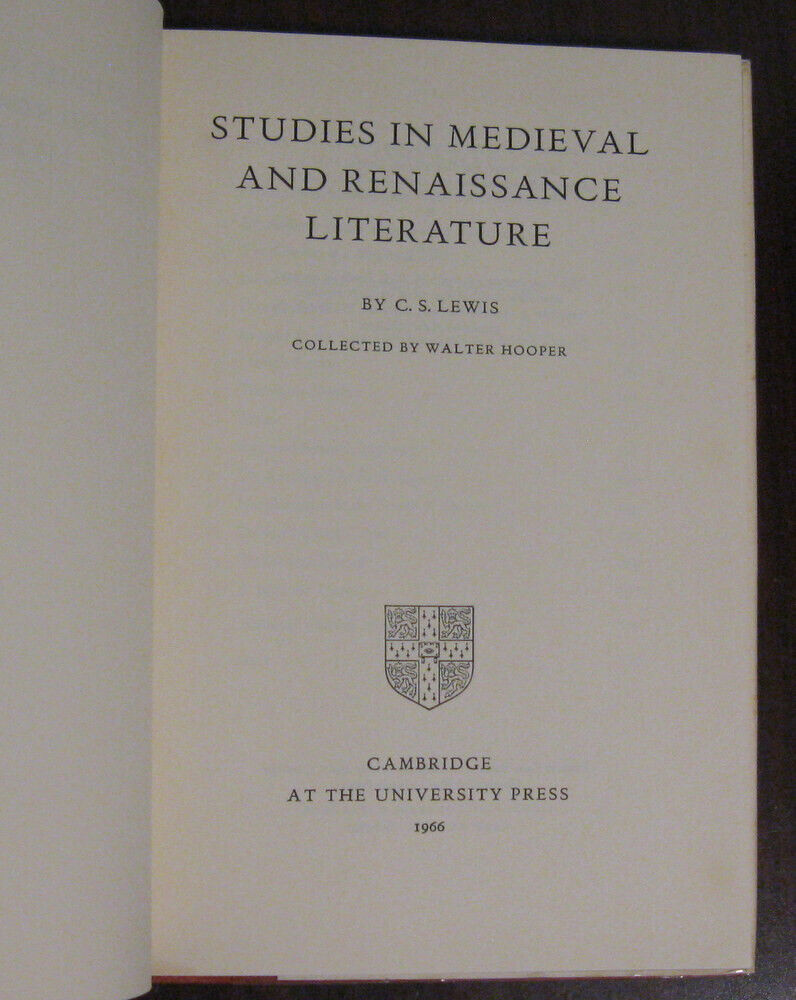 STUDIES IN MEDIEVAL
AND RENAISSANCE
LITERATURE
BY C. S. LEWIS
COLLECTED BY WALTER HOOPER
CAMBRIDGE
AT THE UNIVERSITY PRESS
1966